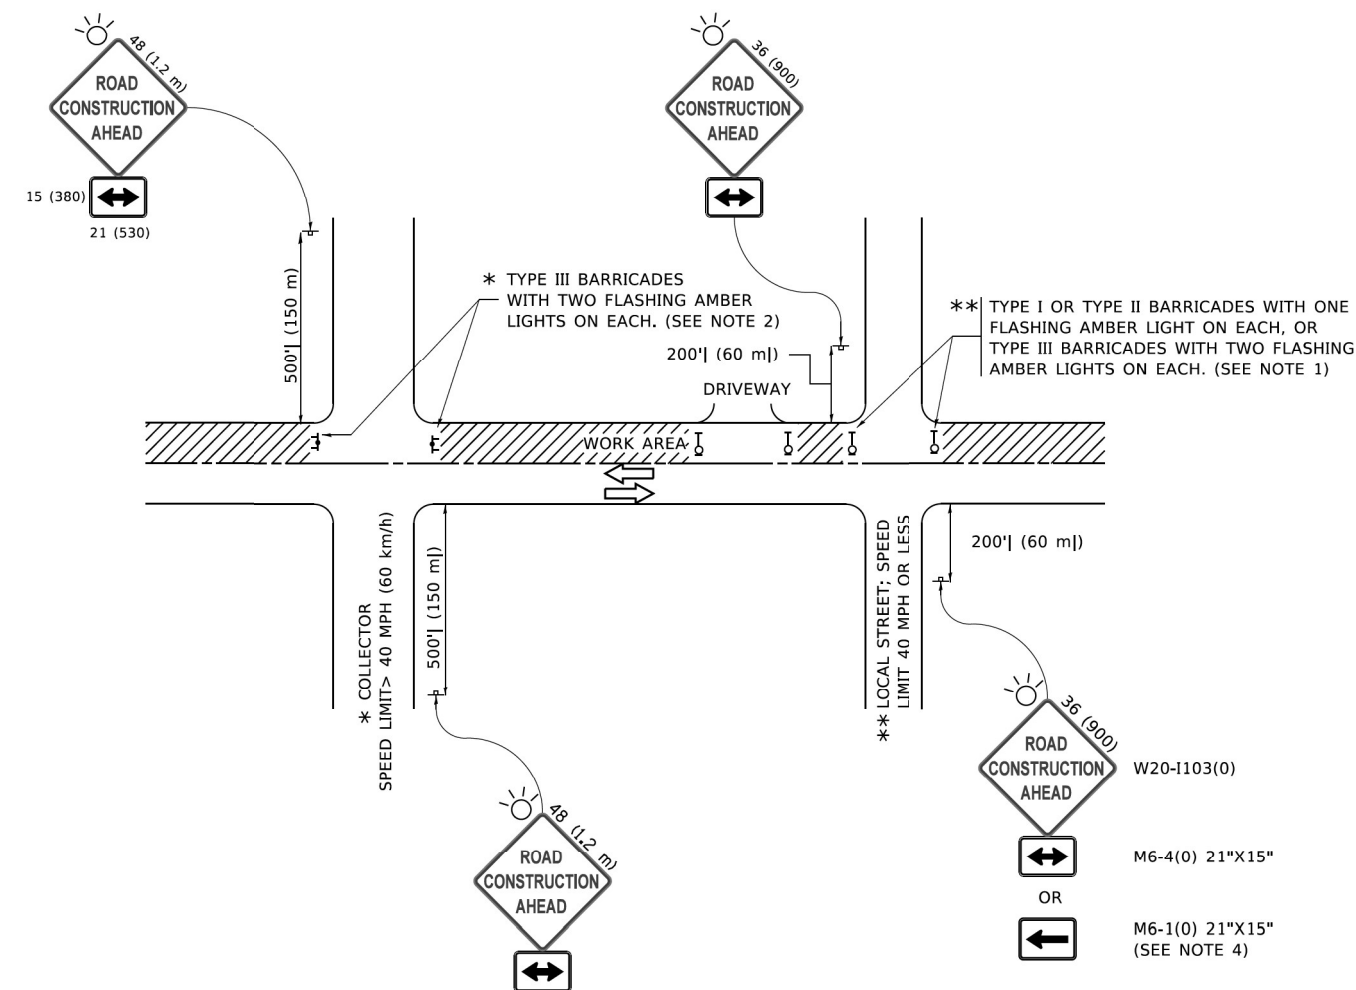 48 (1.2 m)
ROAD
CONSTRUCTION
AHEAD
15 (380)
21 (530)
36 (900)
ROAD
CONSTRUCTION
AHEAD
500'| (150 m)
* TYPE III BARRICADES
WITH TWO FLASHING AMBER
LIGHTS ON EACH. (SEE NOTE 2)
200'| (60 m|)
DRIVEWAY
** TYPE I OR TYPE II BARRICADES WITH ONE
FLASHING AMBER LIGHT ON EACH, OR
TYPE III BARRICADES WITH TWO FLASHING
AMBER LIGHTS ON EACH. (SEE NOTE 1)
WORK AREA
* COLLECTOR
SPEED LIMIT> 40 MPH (60 km/h)
500'| (150 m|)
** LOCAL STREET; SPEED
LIMIT 40 MPH OR LESS
200'| (60 m|)
48 (1.2 m)
ROAD
CONSTRUCTION
AHEAD
36 (900)
ROAD
CONSTRUCTION
AHEAD
W20-I103(0)
M6-4(0) 21"X15"
OR
M6-1(0) 21"X15"
(SEE NOTE 4)